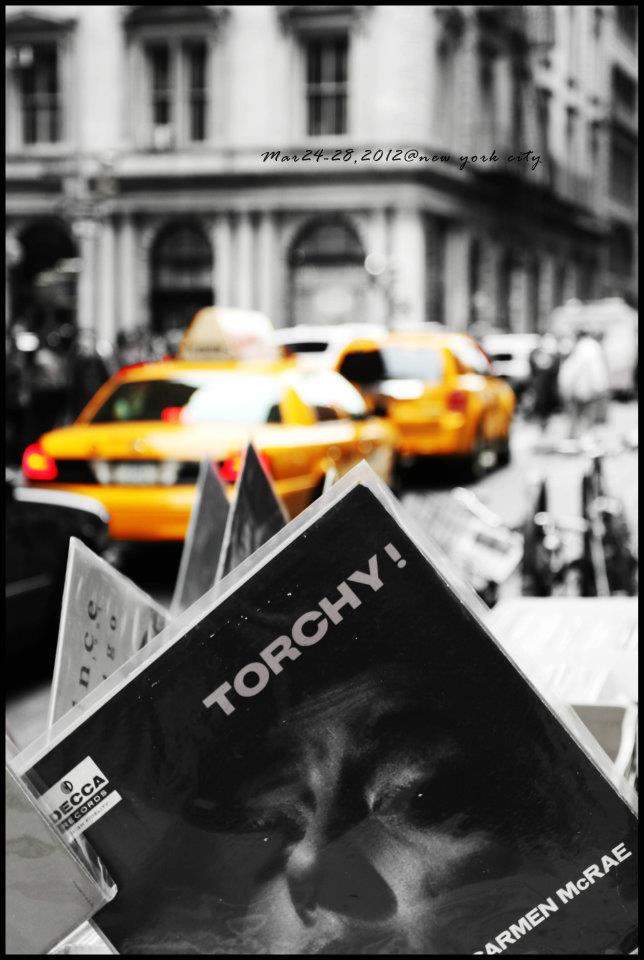 Mar24-28,2012@new york city
TORCHY!
DECCA
RECORDS
CARMEN McRAE